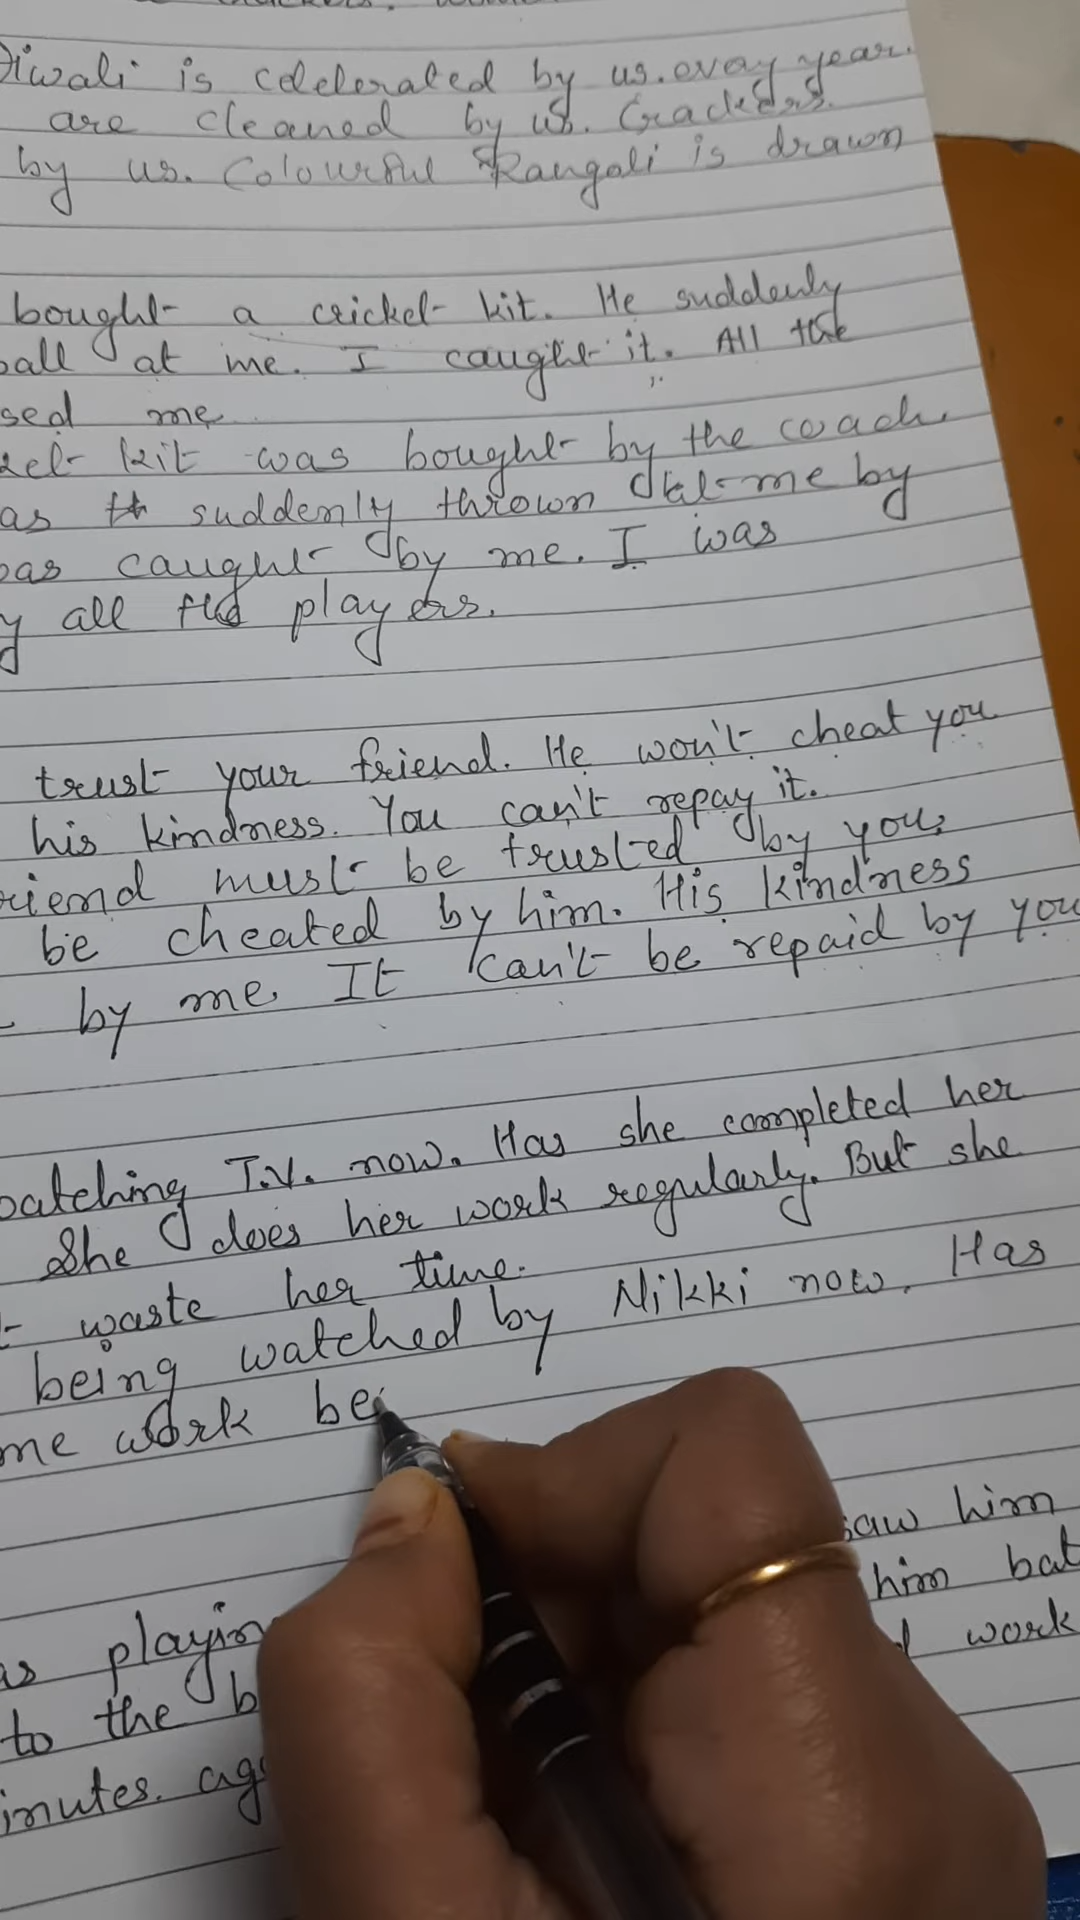 Diwali is celebrated by us. every year.
are cleaned by us. Crackers
by us. Colourful Rangoli is drawn
bought a cricket kit. He suddenly
ball at me. I caught it. All the
sed me
ket kit was bought by the coach.
as suddenly thrown at me by
was caught by me. I was
y all the players.
trust your friend. He won't cheat you
his kindness. You can't repay it.
riend must be trusted by you.
be cheated by him. His kindness
by me. It can't be repaid by you
watching T.V. now. Has she completed her
She does her work regularly. But she
t waste her time.
being watched by Nikki now. Has
me work be
saw him
as playin him bat
to the b work
inutes. ag